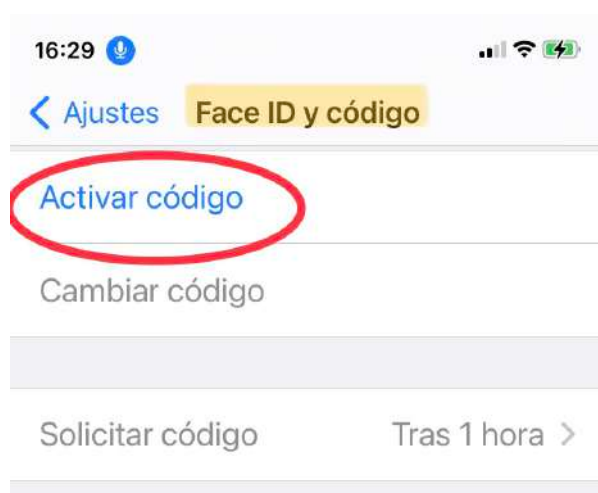 16:29
Ajustes Face ID y código
Activar código
Cambiar código
Solicitar código Tras 1 hora